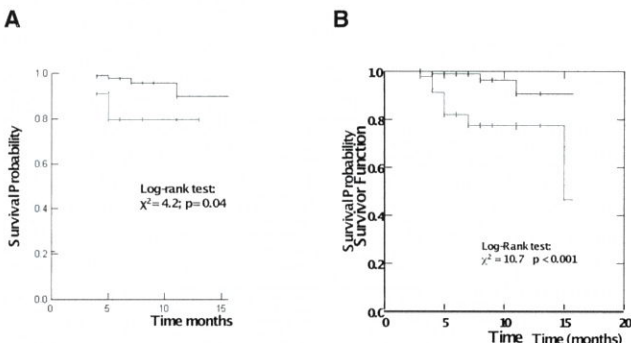 A
B
Survival Probability
1.0
0.8
0.6
0.4
0.2
0.0
0
5
10
15
Time months
Log-rank test:
χ²= 4.2; p=0.04
Survival Probability
Survivor Function
1.0
0.8
0.6
0.4
0.2
0.0
0
5
10
15
20
Time
Time (months)
Log-Rank test:
χ² = 10.7 p <0.001